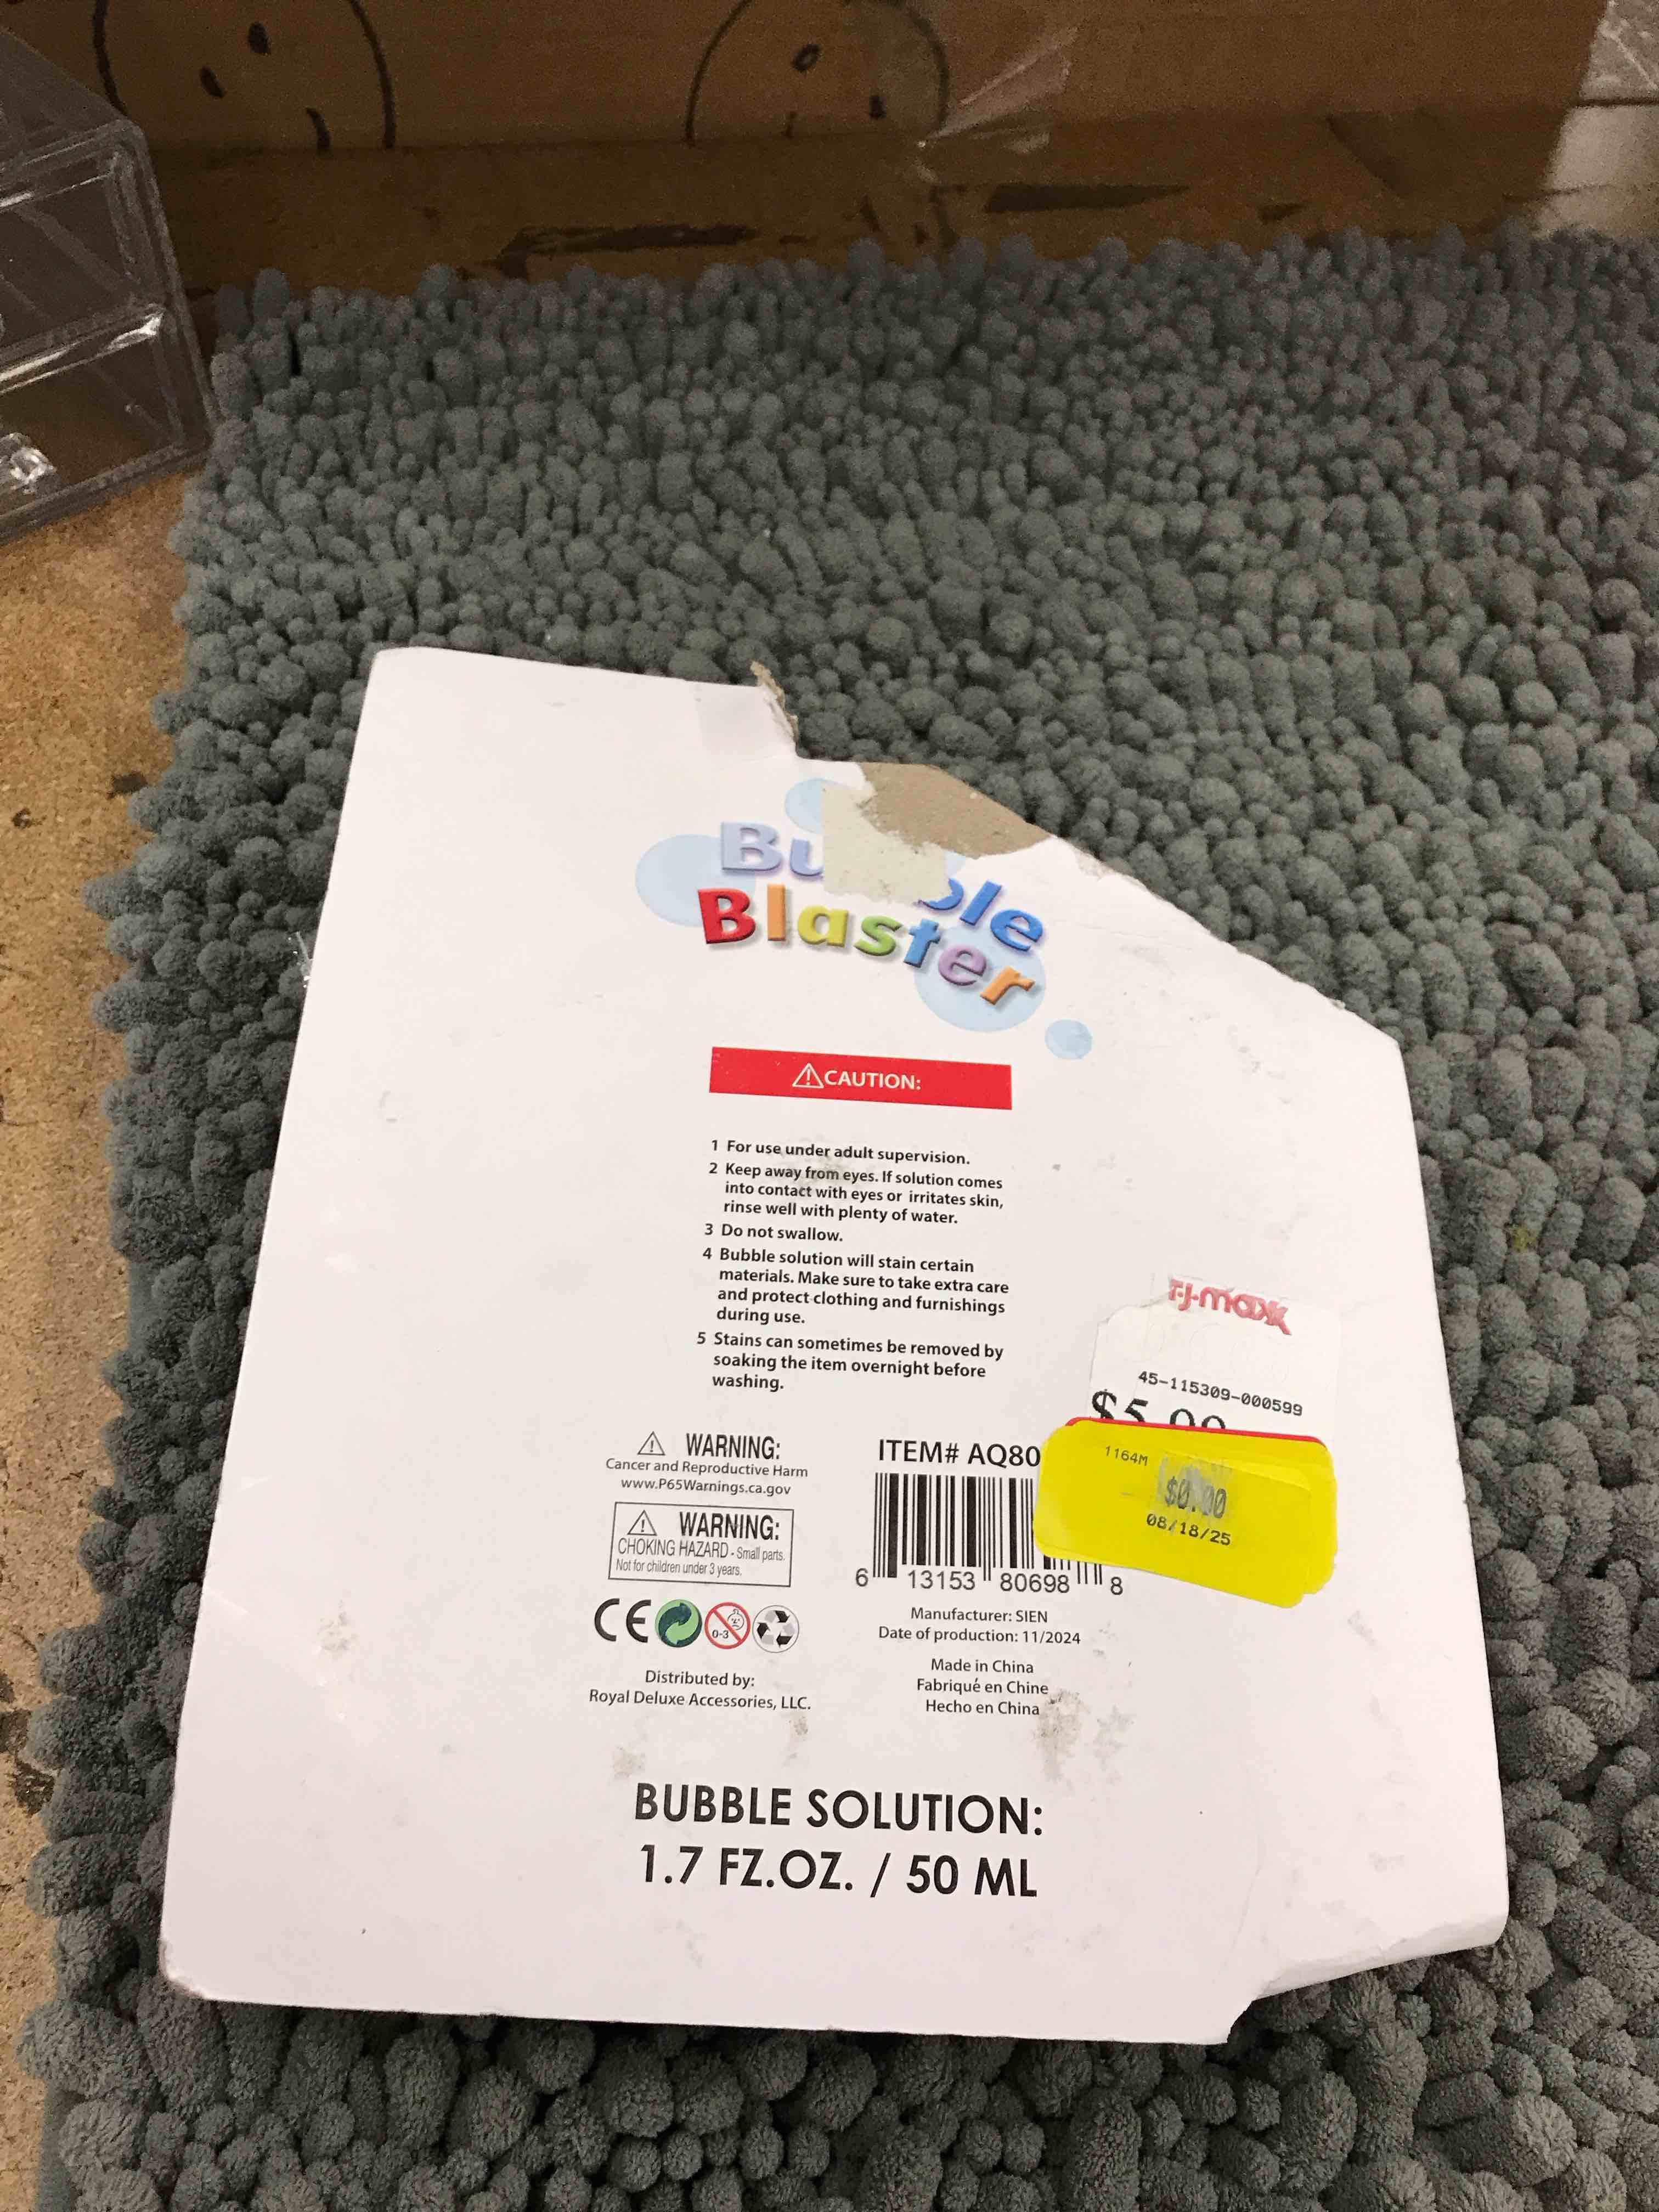 Bu ble
Blaster
CAUTION:
1 For use under adult supervision.
2 Keep away from eyes. If solution comes
into contact with eyes or irritates skin,
rinse well with plenty of water.
3 Do not swallow.
4 Bubble solution will stain certain
materials. Make sure to take extra care
and protect clothing and furnishings
during use.
5 Stains can sometimes be removed by
soaking the item overnight before
washing.
T·J·maxx
45-115309-000599
1164M
$0.00
08/18/25
WARNING:
Cancer and Reproductive Harm
www.P65Warnings.ca.gov
WARNING:
CHOKING HAZARD - Small parts.
Not for children under 3 years.
CE
0-3
Distributed by:
Royal Deluxe Accessories, LLC.
ITEM# AQ80
6 13153 80698 8
Manufacturer: SIEN
Date of production: 11/2024
Made in China
Fabriqué en Chine
Hecho en China
BUBBLE SOLUTION:
1.7 FZ.OZ. / 50 ML